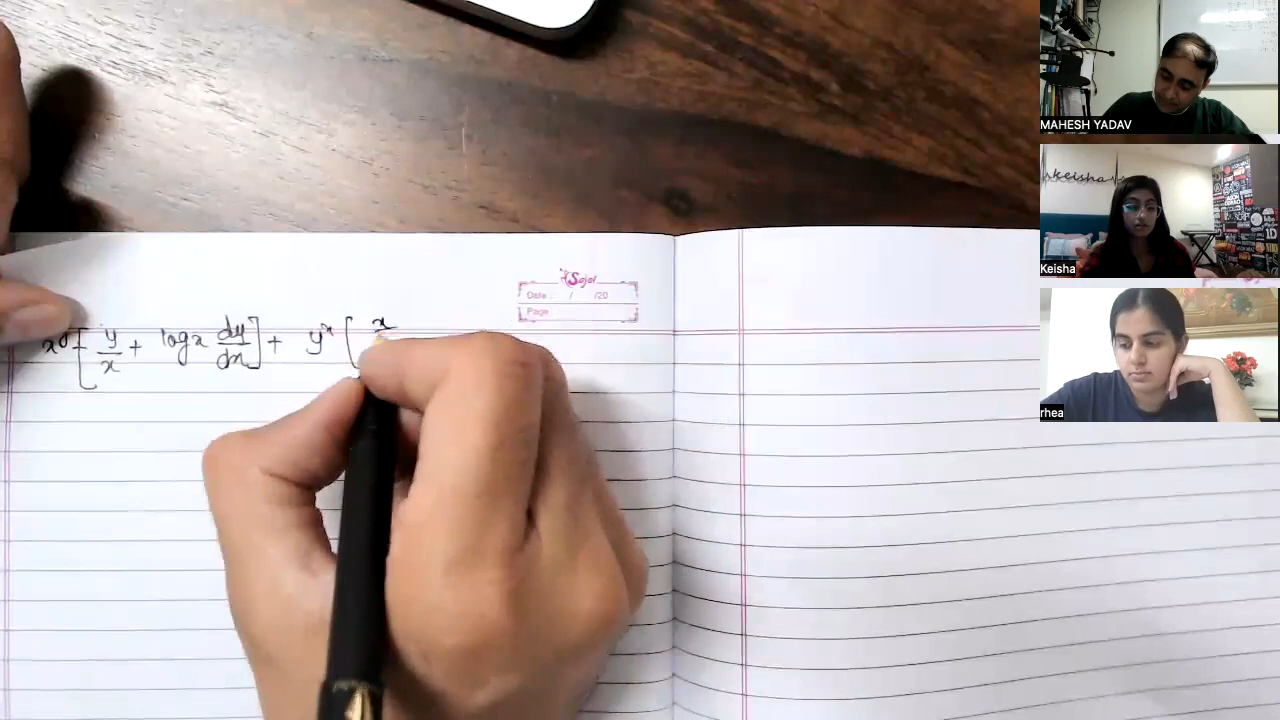 MAHESH YADAV
keisha
Keisha
rhea
Sajal
Date : / /20
Page
x^y [ y/x + log x dy/dx ] + y^x [ x